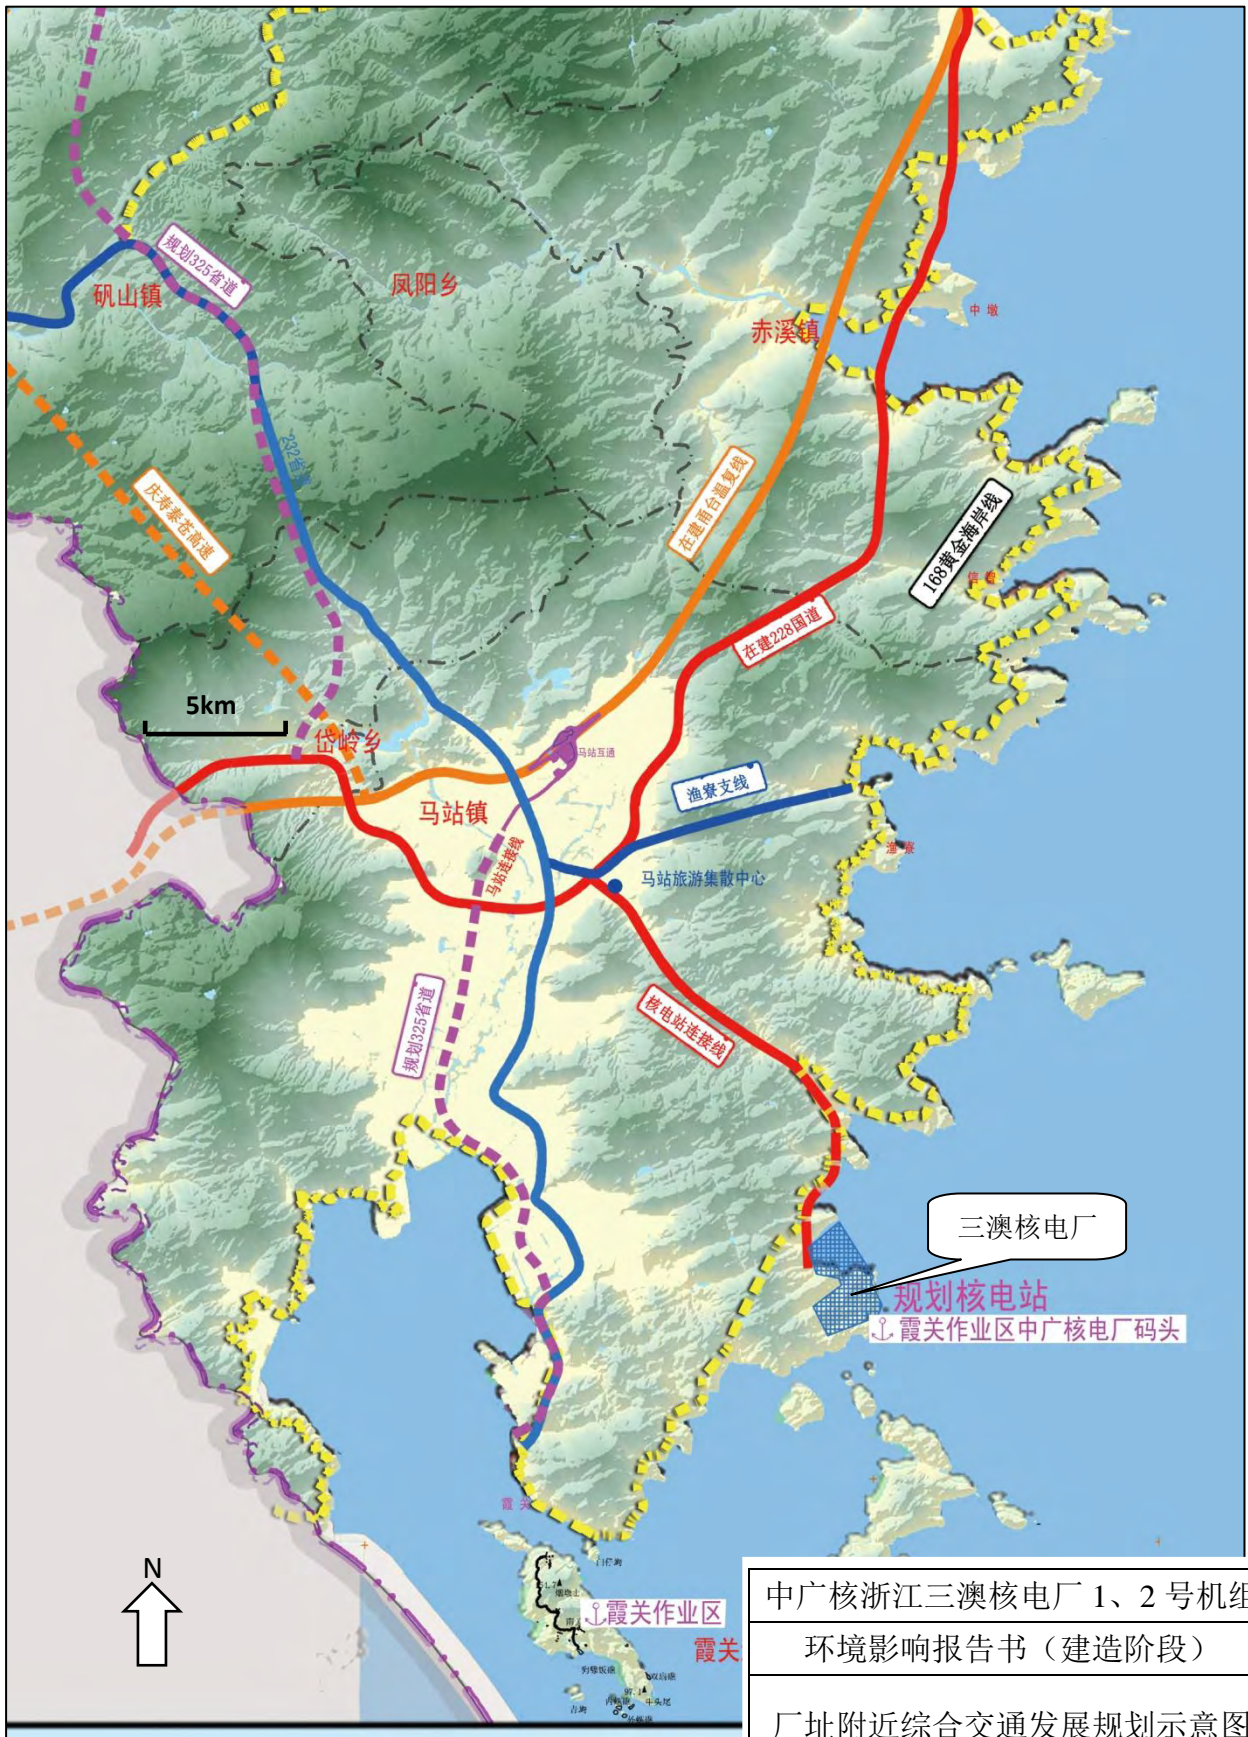 规划325省道
矾山镇
凤阳乡
中墩
赤溪镇
232省道
庆寿泰苍高速
在建甬台温复线
168黄金海岸线
信智
在建228国道
5km
岱岭乡
马站互通
渔寮支线
马站镇
渔寮
马站连接线
马站旅游集散中心
规划325省道
核电站连接线
三澳核电厂
规划核电站
霞关作业区中广核电厂码头
霞关
N
霞关作业区
霞关
中广核浙江三澳核电厂 1、2 号机组
环境影响报告书（建造阶段）
厂址附近综合交通发展规划示意图